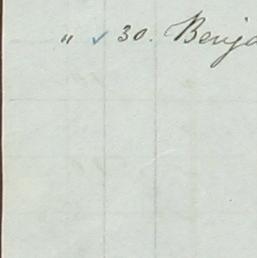 " ✓ 30. Benja